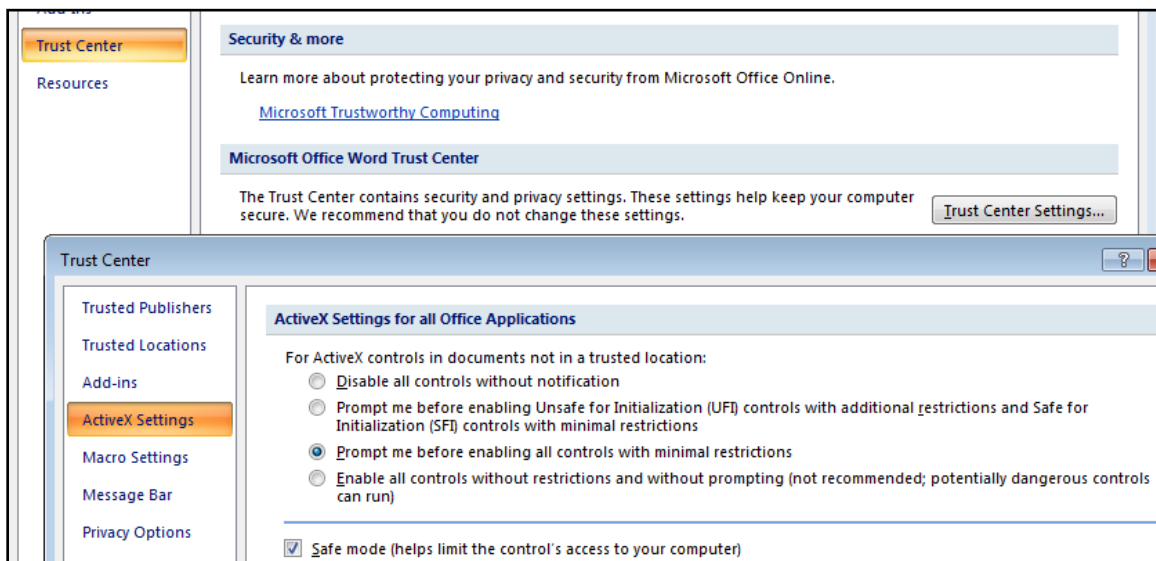 Add-Ins
Trust Center
Resources
Security & more
Learn more about protecting your privacy and security from Microsoft Office Online.
Microsoft Trustworthy Computing
Microsoft Office Word Trust Center
The Trust Center contains security and privacy settings. These settings help keep your computer
secure. We recommend that you do not change these settings.
Trust Center Settings...
Trust Center
?
Trusted Publishers
Trusted Locations
Add-ins
ActiveX Settings
Macro Settings
Message Bar
Privacy Options
ActiveX Settings for all Office Applications
For ActiveX controls in documents not in a trusted location:
Disable all controls without notification
Prompt me before enabling Unsafe for Initialization (UFI) controls with additional restrictions and Safe for
Initialization (SFI) controls with minimal restrictions
Prompt me before enabling all controls with minimal restrictions
Enable all controls without restrictions and without prompting (not recommended; potentially dangerous controls
can run)
Safe mode (helps limit the control's access to your computer)